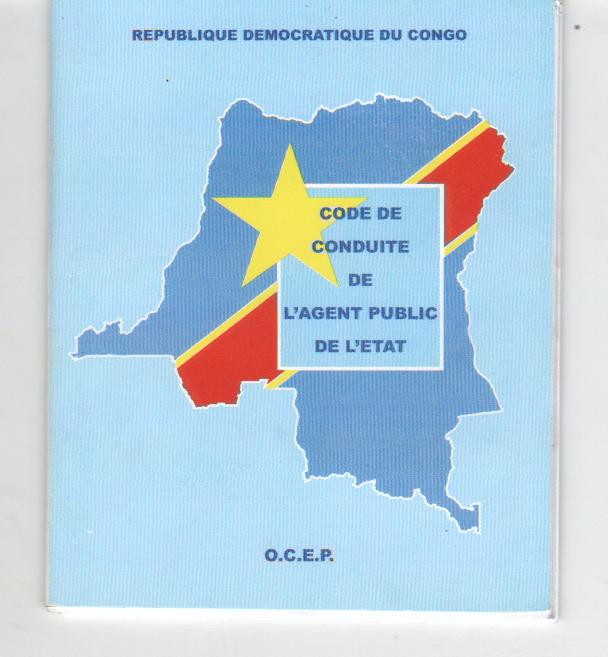 REPUBLIQUE DEMOCRATIQUE DU CONGO
CODE DE
CONDUITE
DE
L'AGENT PUBLIC
DE L'ETAT
O.C.E.P.